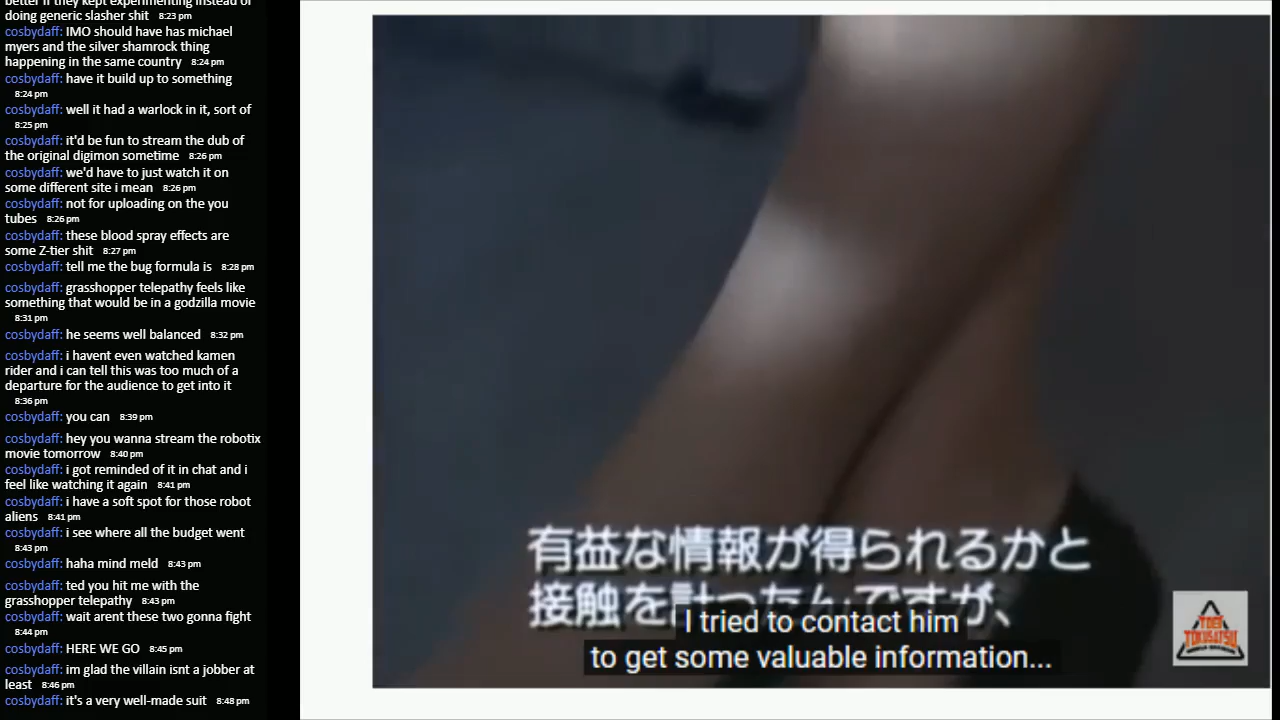 better if they kept experimenting instead of
doing generic slasher shit 8:23 pm
cosbydaff: IMO should have has michael
myers and the silver shamrock thing
happening in the same country 8:24 pm
cosbydaff: have it build up to something
8:24 pm
cosbydaff: well it had a warlock in it, sort of
8:25 pm
cosbydaff: it'd be fun to stream the dub of
the original digimon sometime 8:26 pm
cosbydaff: we'd have to just watch it on
some different site i mean 8:26 pm
cosbydaff: not for uploading on the you
tubes 8:26 pm
cosbydaff: these blood spray effects are
some Z-tier shit 8:27 pm
cosbydaff: tell me the bug formula is 8:28 pm
cosbydaff: grasshopper telepathy feels like
something that would be in a godzilla movie
8:31 pm
cosbydaff: he seems well balanced 8:32 pm
cosbydaff: i havent even watched kamen
rider and i can tell this was too much of a
departure for the audience to get into it
8:36 pm
cosbydaff: you can 8:39 pm
cosbydaff: hey you wanna stream the robotix
movie tomorrow 8:40 pm
cosbydaff: i got reminded of it in chat and i
feel like watching it again 8:41 pm
cosbydaff: i have a soft spot for those robot
aliens 8:41 pm
cosbydaff: i see where all the budget went
8:43 pm
cosbydaff: haha mind meld 8:43 pm
cosbydaff: ted you hit me with the
grasshopper telepathy 8:43 pm
cosbydaff: wait arent these two gonna fight
8:44 pm
cosbydaff: HERE WE GO 8:45 pm
cosbydaff: im glad the villain isnt a jobber at
least 8:46 pm
cosbydaff: it's a very well-made suit 8:48 pm
有益な情報が得られるかと
接触を計ったんですが、
I tried to contact him
to get some valuable information...
TOEI
TOKUSATSU